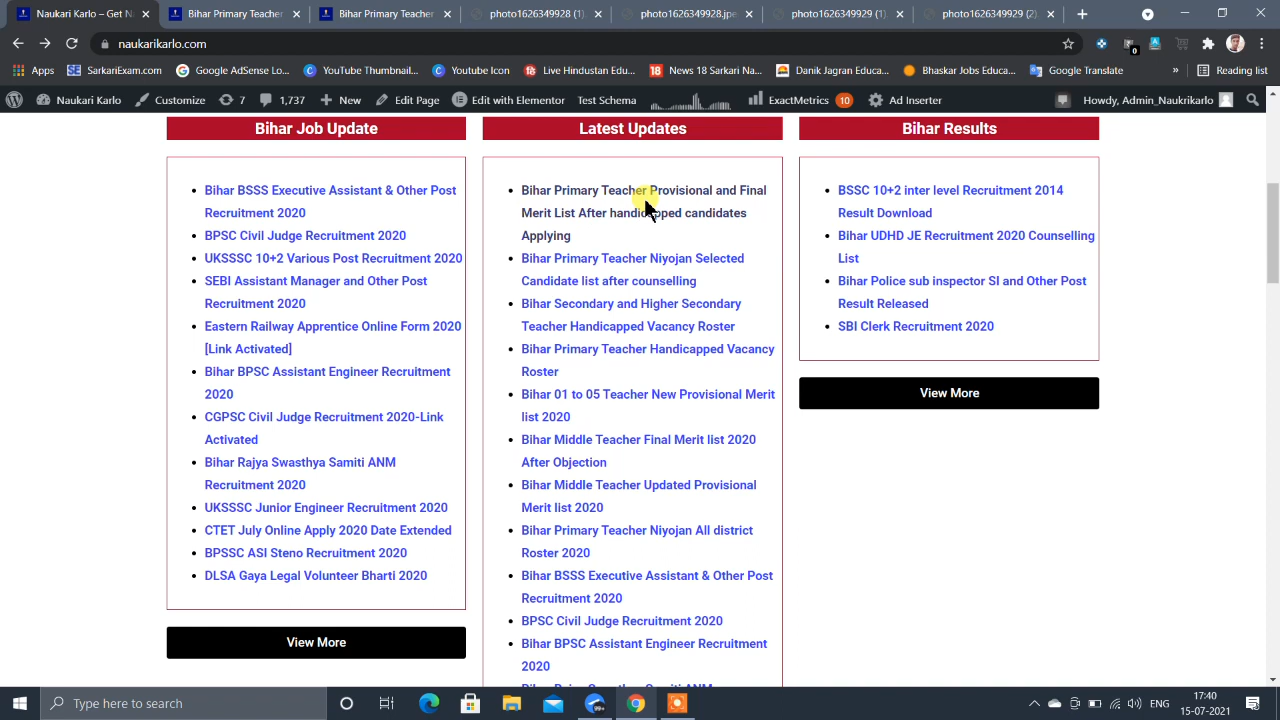 Naukari Karlo – Get N
Bihar Primary Teacher
Bihar Primary Teacher
photo1626349928 (1)
photo1626349928.jpe
photo1626349929 (1).
photo1626349929 (2).
naukarikarlo.com
0
Apps
SE SarkariExam.com
Google AdSense Lo...
YouTube Thumbnail...
Youtube Icon
18 Live Hindustan Edu...
18 News 18 Sarkari Na...
Danik Jagran Educa...
Bhaskar Jobs Educa...
Google Translate
»
Reading list
Naukari Karlo
Customize
7
1,737
New
Edit Page
Edit with Elementor
Test Schema
ExactMetrics 10
Ad Inserter
Howdy, Admin_Naukrikarlo
Bihar Job Update
Bihar BSSS Executive Assistant & Other Post
Recruitment 2020
BPSC Civil Judge Recruitment 2020
UKSSSC 10+2 Various Post Recruitment 2020
SEBI Assistant Manager and Other Post
Recruitment 2020
Eastern Railway Apprentice Online Form 2020
[Link Activated]
Bihar BPSC Assistant Engineer Recruitment
2020
CGPSC Civil Judge Recruitment 2020-Link
Activated
Bihar Rajya Swasthya Samiti ANM
Recruitment 2020
UKSSSC Junior Engineer Recruitment 2020
CTET July Online Apply 2020 Date Extended
BPSSC ASI Steno Recruitment 2020
DLSA Gaya Legal Volunteer Bharti 2020
View More
Latest Updates
Bihar Primary Teacher Provisional and Final
Merit List After handicapped candidates
Applying
Bihar Primary Teacher Niyojan Selected
Candidate list after counselling
Bihar Secondary and Higher Secondary
Teacher Handicapped Vacancy Roster
Bihar Primary Teacher Handicapped Vacancy
Roster
Bihar 01 to 05 Teacher New Provisional Merit
list 2020
Bihar Middle Teacher Final Merit list 2020
After Objection
Bihar Middle Teacher Updated Provisional
Merit list 2020
Bihar Primary Teacher Niyojan All district
Roster 2020
Bihar BSSS Executive Assistant & Other Post
Recruitment 2020
BPSC Civil Judge Recruitment 2020
Bihar BPSC Assistant Engineer Recruitment
2020
Bihar Rajya Swasthya Samiti ANM
Bihar Results
BSSC 10+2 inter level Recruitment 2014
Result Download
Bihar UDHD JE Recruitment 2020 Counselling
List
Bihar Police sub inspector SI and Other Post
Result Released
SBI Clerk Recruitment 2020
View More
Type here to search
ENG
17:40
15-07-2021